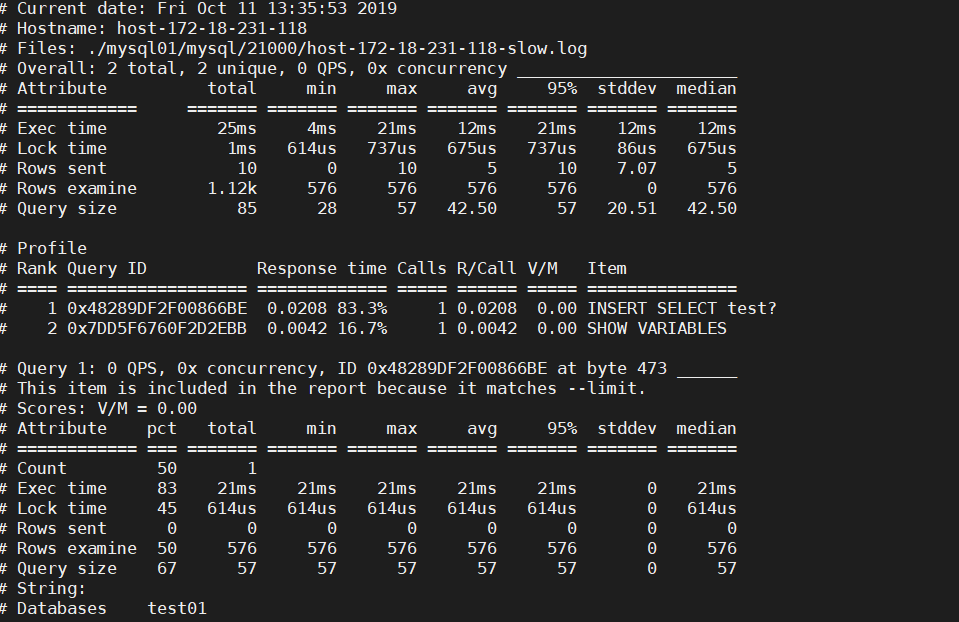 # Current date: Fri Oct 11 13:35:53 2019
# Hostname: host-172-18-231-118
# Files: ./mysql01/mysql/21000/host-172-18-231-118-slow.log
# Overall: 2 total, 2 unique, 0 QPS, 0x concurrency ______________________
# Attribute          total     min     max     avg     95%  stddev  median
# ============     ======= ======= ======= ======= ======= ======= =======
# Exec time           25ms     4ms    21ms    12ms    21ms    12ms    12ms
# Lock time            1ms   614us   737us   675us   737us    86us   675us
# Rows sent             10       0      10       5      10    7.07       5
# Rows examine       1.12k     576     576     576     576       0     576
# Query size            85      28      57   42.50      57   20.51   42.50

# Profile
# Rank Query ID           Response time Calls R/Call V/M   Item
# ==== ================== ============= ===== ====== ===== ===============
#    1 0x48289DF2F00866BE  0.0208 83.3%     1 0.0208  0.00 INSERT SELECT test?
#    2 0x7DD5F6760F2D2EBB  0.0042 16.7%     1 0.0042  0.00 SHOW VARIABLES

# Query 1: 0 QPS, 0x concurrency, ID 0x48289DF2F00866BE at byte 473 ______
# This item is included in the report because it matches --limit.
# Scores: V/M = 0.00
# Attribute    pct   total     min     max     avg     95%  stddev  median
# ============ === ======= ======= ======= ======= ======= ======= =======
# Count         50       1
# Exec time     83    21ms    21ms    21ms    21ms    21ms       0    21ms
# Lock time     45   614us   614us   614us   614us   614us       0   614us
# Rows sent      0       0       0       0       0       0       0       0
# Rows examine  50     576     576     576     576     576       0     576
# Query size    67      57      57      57      57      57       0      57
# String:
# Databases    test01